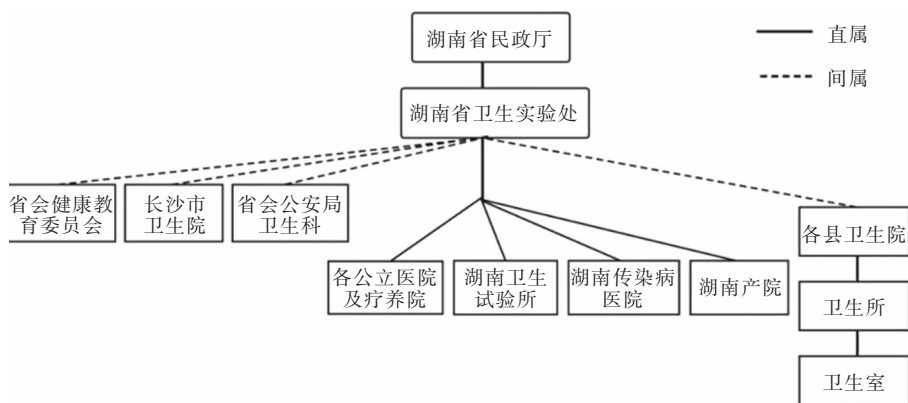 湖南省民政厅
直属
间属
湖南省卫生实验处
省会健康教
育委员会
长沙市
卫生院
省会公安局
卫生科
各县卫生院
各公立医院
及疗养院
湖南卫生
试验所
湖南传染病
医院
湖南产院
卫生所
卫生室